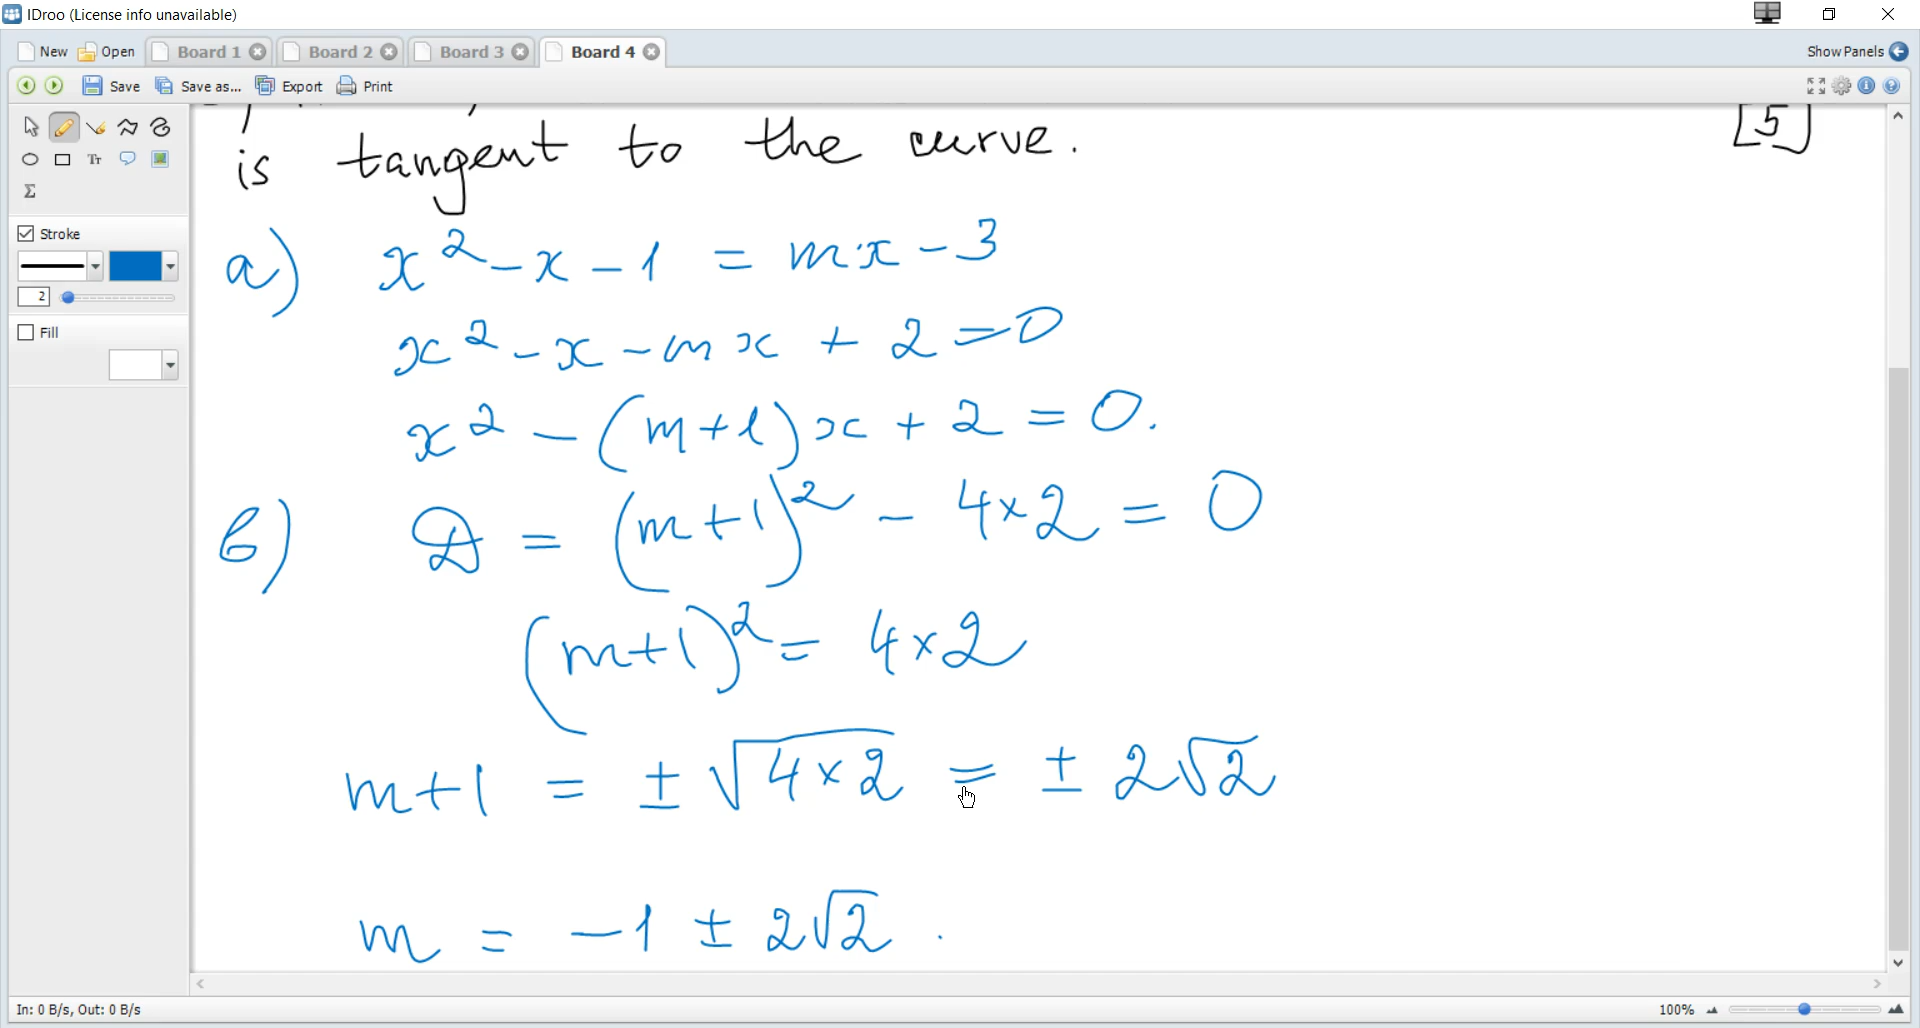 IDroo (License info unavailable)
New Open Board 1 Board 2 Board 3 Board 4 Show Panels
Save Save as... Export Print
Tr
Σ
Stroke
2
Fill
is tangent to the curve. [5]
a) x² - x - 1 = mx - 3
x² - x - mx + 2 = 0
x² - (m+1)x + 2 = 0.
b) D = (m+1)² - 4×2 = 0
(m+1)² = 4×2
m+1 = ± √4×2 = ± 2√2
m = -1 ± 2√2 .
In: 0 B/s, Out: 0 B/s 100%